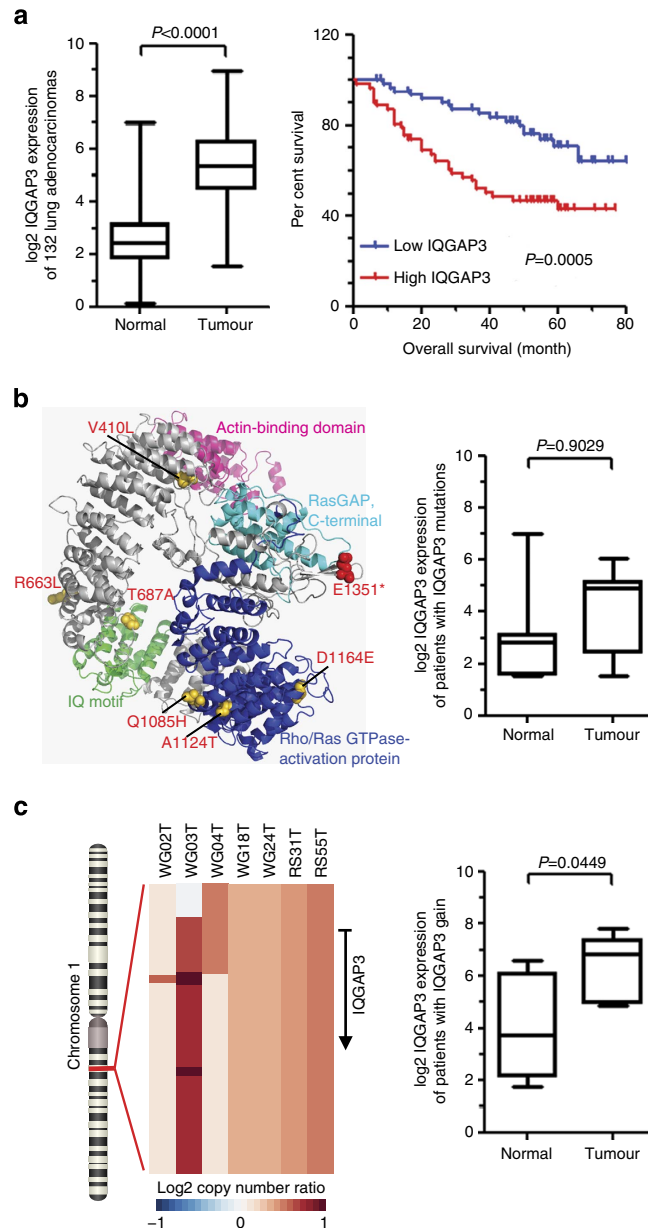 a
log2 IQGAP3 expression
of 132 lung adenocarcinomas
P<0.0001
10
8
6
4
2
0
Normal
Tumour
Per cent survival
120
80
40
0
Low IQGAP3
High IQGAP3
P=0.0005
0
20
40
60
80
Overall survival (month)
b
V410L
Actin-binding domain
RasGAP,
C-terminal
R663L
T687A
E1351*
D1164E
IQ motif
Q1085H
A1124T
Rho/Ras GTPase-
activation protein
log2 IQGAP3 expression
of patients with IQGAP3 mutations
P=0.9029
10
8
6
4
2
0
Normal
Tumour
c
Chromosome 1
WG02T
WG03T
WG04T
WG18T
WG24T
RS31T
RS55T
IQGAP3
Log2 copy number ratio
−1
0
1
log2 IQGAP3 expression
of patients with IQGAP3 gain
P=0.0449
10
8
6
4
2
0
Normal
Tumour